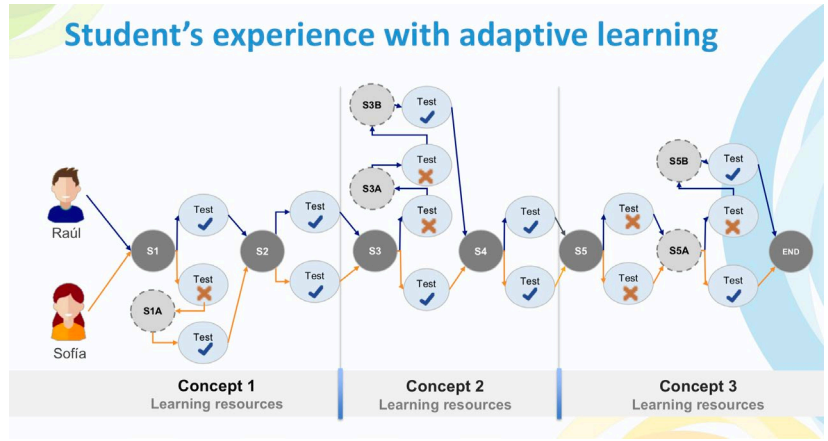 Student's experience with adaptive learning
Raúl
Sofía
S1
Test
Test
S1A
Test
S2
Test
Test
S3
S3B
Test
S3A
Test
Test
Test
S4
Test
Test
S5
Test
Test
S5A
S5B
Test
Test
Test
END
Concept 1
Learning resources
Concept 2
Learning resources
Concept 3
Learning resources